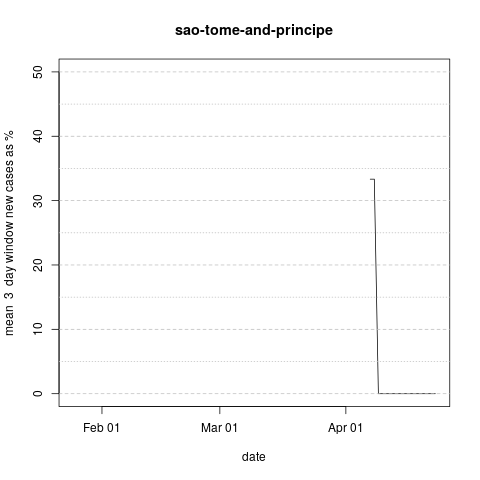 sao-tome-and-principe
mean  3  day window new cases as %
50
40
30
20
10
0
Feb 01
Mar 01
Apr 01
date